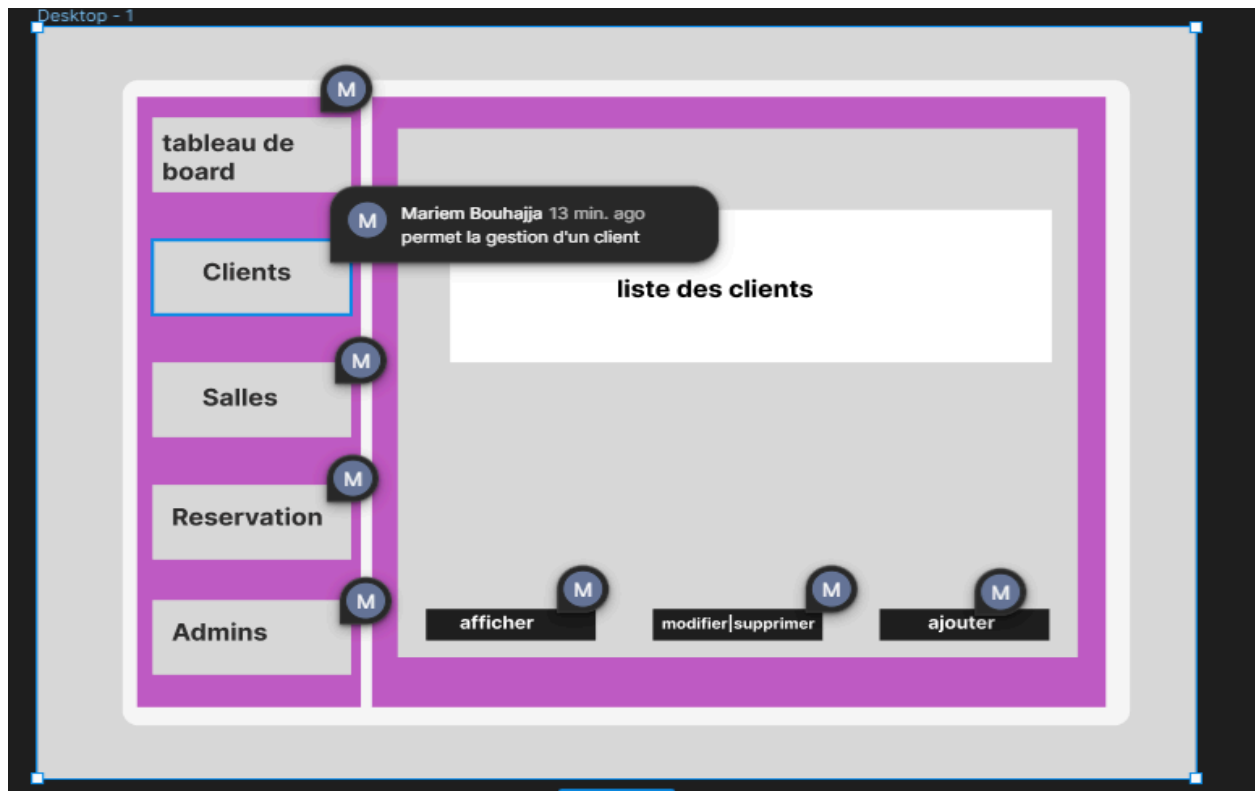 Desktop - 1
M
tableau de
board
M
Mariem Bouhajja 13 min. ago
permet la gestion d'un client
Clients
liste des clients
M
Salles
M
Reservation
M
Admins
M
afficher
M
modifier|supprimer
M
ajouter